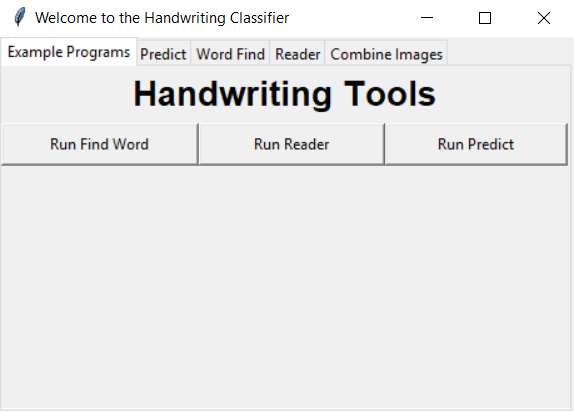 Welcome to the Handwriting Classifier
Example Programs Predict Word Find Reader Combine Images
Handwriting Tools
Run Find Word Run Reader Run Predict